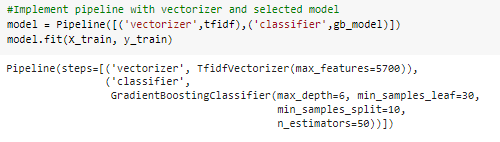 #Implement pipeline with vectorizer and selected model
model = Pipeline([('vectorizer',tfidf),('classifier',gb_model)])
model.fit(X_train, y_train)
Pipeline(steps=[('vectorizer', TfidfVectorizer(max_features=5700)),
                ('classifier',
                 GradientBoostingClassifier(max_depth=6, min_samples_leaf=30,
                                            min_samples_split=10,
                                            n_estimators=50))])